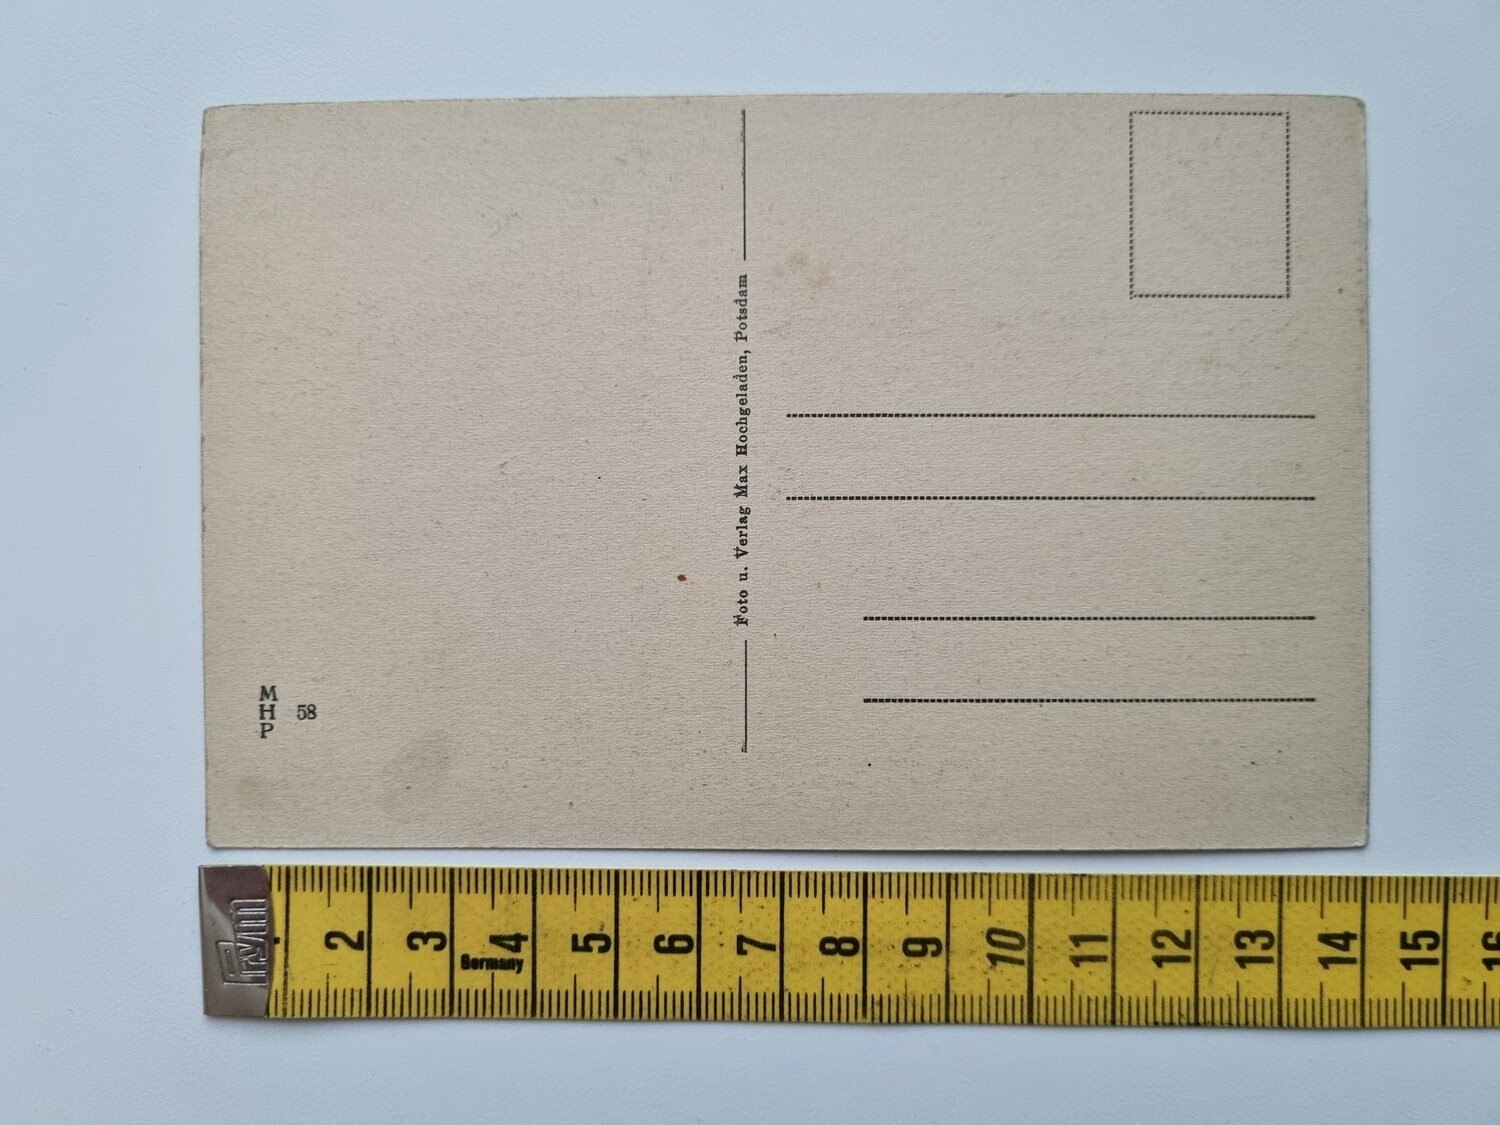 Foto u. Verlag Max Hochgeladen, Potsdam
M
H 58
P
Prym
2 3 4 5 6 7 8 9 10 11 12 13 14 15 16
Germany